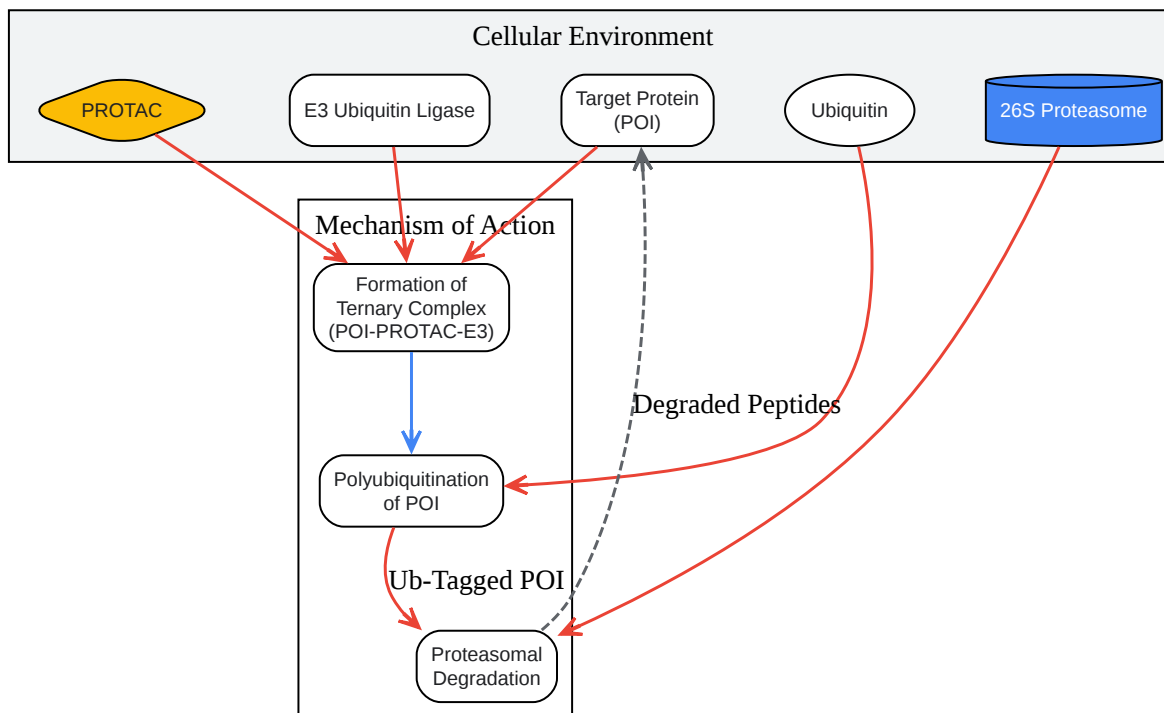 Cellular Environment
PROTAC
E3 Ubiquitin Ligase
Target Protein
(POI)
Ubiquitin
26S Proteasome
Mechanism of Action
Formation of
Ternary Complex
(POI-PROTAC-E3)
Degraded Peptides
Polyubiquitination
of POI
Ub-Tagged POI
Proteasomal
Degradation